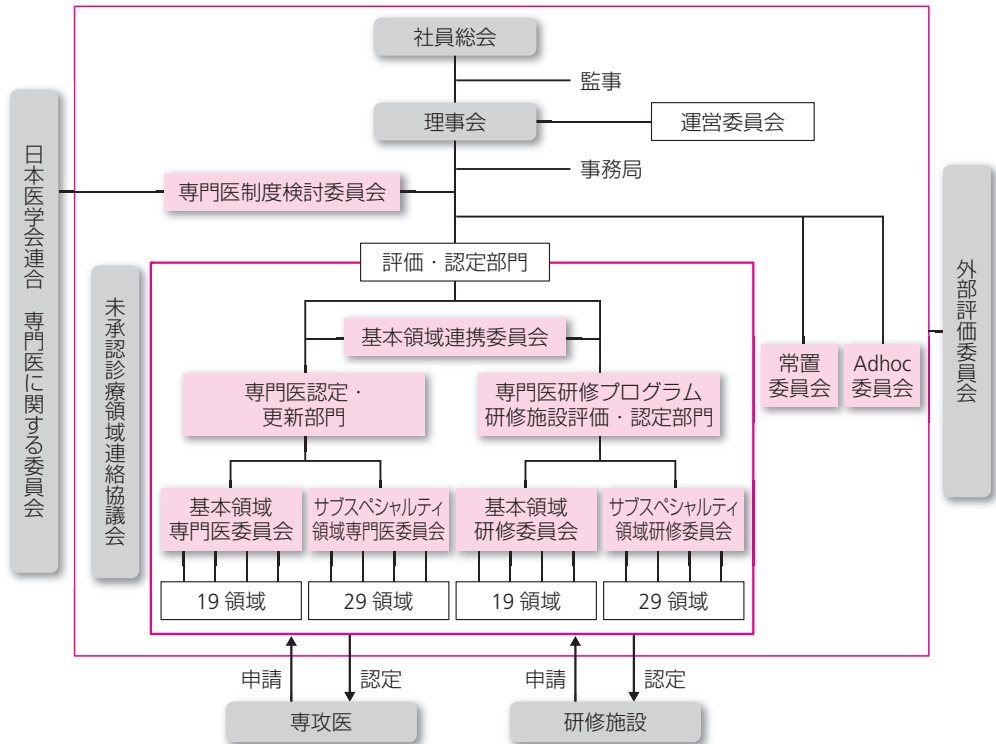 社員総会
監事
理事会
運営委員会
事務局
日本医学会連合　専門医に関する委員会
専門医制度検討委員会
評価・認定部門
未承認診療領域連絡協議会
基本領域連携委員会
常置
委員会
Adhoc
委員会
外部評価委員会
専門医認定・
更新部門
専門医研修プログラム
研修施設評価・認定部門
基本領域
専門医委員会
サブスペシャルティ
領域専門医委員会
基本領域
研修委員会
サブスペシャルティ
領域研修委員会
19 領域
29 領域
19 領域
29 領域
申請
認定
申請
認定
専攻医
研修施設